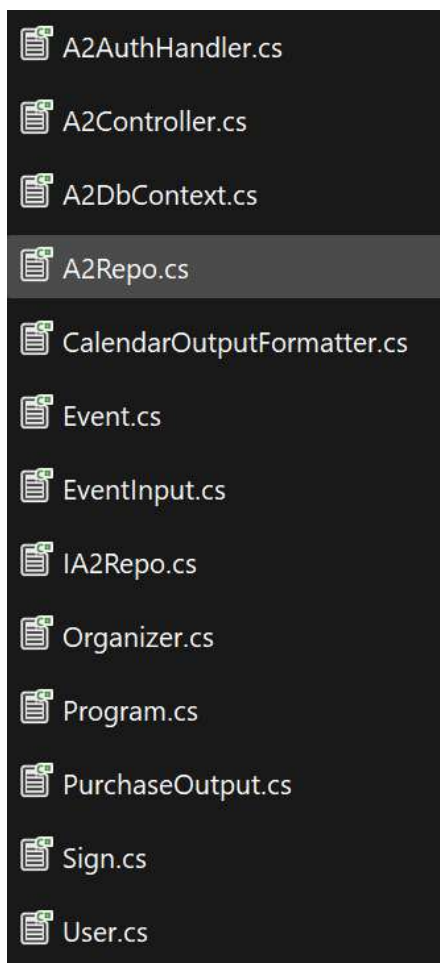 A2AuthHandler.cs
A2Controller.cs
A2DbContext.cs
A2Repo.cs
CalendarOutputFormatter.cs
Event.cs
EventInput.cs
IA2Repo.cs
Organizer.cs
Program.cs
PurchaseOutput.cs
Sign.cs
User.cs